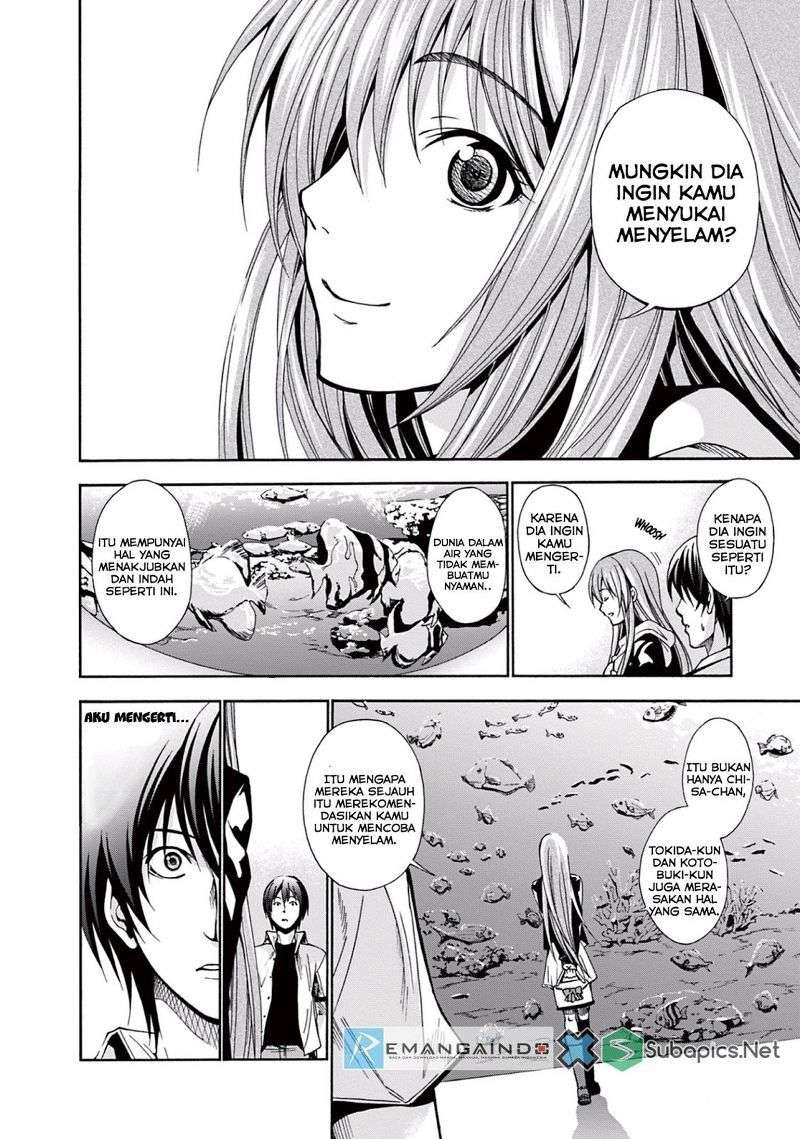 MUNGKIN DIA
INGIN KAMU
MENYUKAI
MENYELAM?
KENAPA
DIA INGIN
SESUATU
SEPERTI
ITU?
WHOOSH
KARENA
DIA INGIN
KAMU
MENGER-
TI.
DUNIA DALAM
AIR YANG
TIDAK MEM-
BUATMU
NYAMAN..
ITU MEMPUNYAI
HAL YANG
MENAKJUBKAN
DAN INDAH
SEPERTI INI.
ITU BUKAN
HANYA CHI-
SA-CHAN,
TOKIDA-KUN
DAN KOTO-
BUKI-KUN
JUGA MERA-
SAKAN HAL
YANG SAMA.
ITU MENGAPA
MEREKA SEJAUH
ITU MEREKOMEN-
DASIKAN KAMU
UNTUK MENCOBA
MENYELAM.
AKU MENGERTI...
REMANGAINDO
Subapics.Net